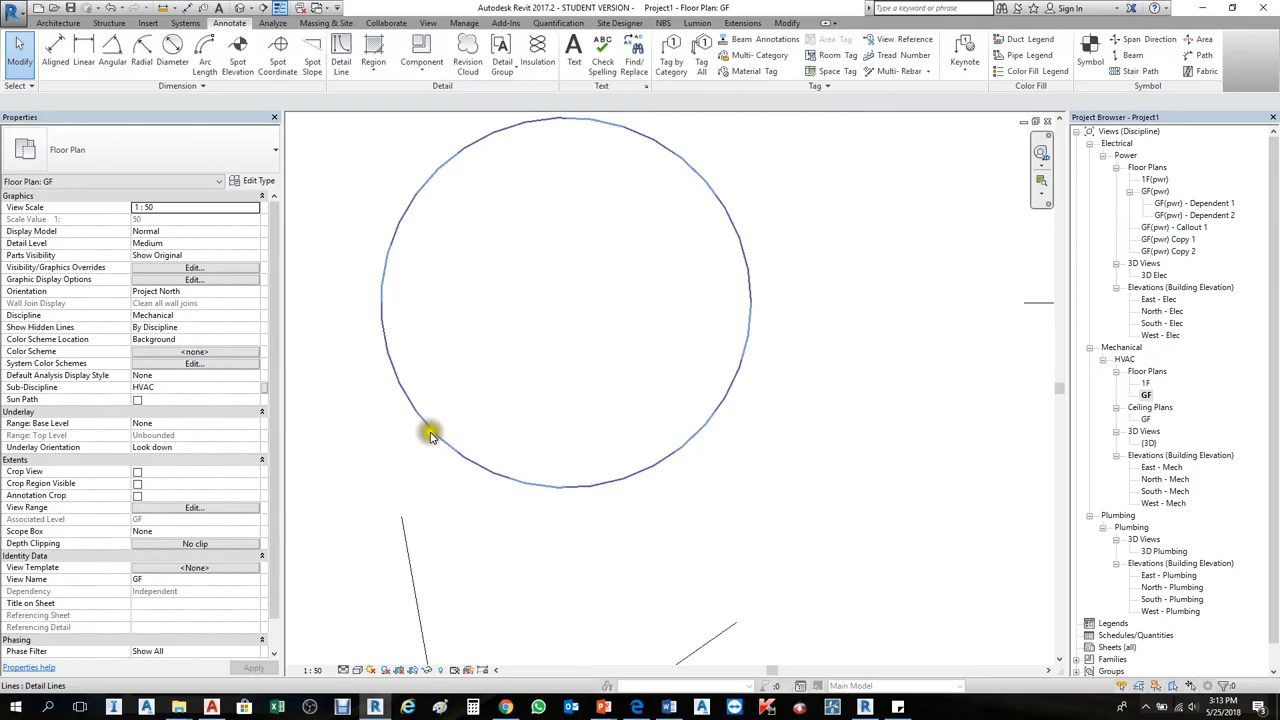 Autodesk Revit 2017.2 - STUDENT VERSION - Project1 - Floor Plan: GF
Type a keyword or phrase
Sign In
Architecture Structure Insert Systems Annotate Analyze Massing & Site Collaborate View Manage Add-Ins Quantification Site Designer NBS Lumion Extensions Modify
Modify
Aligned Linear Angular Radial Diameter Arc Length Spot Elevation Spot Coordinate Spot Slope
Detail Line Region Component Revision Cloud Detail Group Insulation
ABC
Text Check Spelling Find/ Replace
Tag by Category Tag All
Beam Annotations Area Tag View Reference
Multi-Category Room Tag Tread Number
Material Tag Space Tag Multi-Rebar
Keynote
Duct Legend
Pipe Legend
Color Fill Legend
Symbol
Span Direction Area
Beam Path
Stair Path Fabric
Select Dimension Detail Text Tag Color Fill Symbol
Properties
Floor Plan
Floor Plan: GF Edit Type
Graphics
View Scale 1 : 50
Scale Value 1: 50
Display Model Normal
Detail Level Medium
Parts Visibility Show Original
Visibility/Graphics Overrides Edit...
Graphic Display Options Edit...
Orientation Project North
Wall Join Display Clean all wall joins
Discipline Mechanical
Show Hidden Lines By Discipline
Color Scheme Location Background
Color Scheme <none>
System Color Schemes Edit...
Default Analysis Display Style None
Sub-Discipline HVAC
Sun Path
Underlay
Range: Base Level None
Range: Top Level Unbounded
Underlay Orientation Look down
Extents
Crop View
Crop Region Visible
Annotation Crop
View Range Edit...
Associated Level GF
Scope Box None
Depth Clipping No clip
Identity Data
View Template <None>
View Name GF
Dependency Independent
Title on Sheet
Referencing Sheet
Referencing Detail
Phasing
Phase Filter Show All
Properties help Apply
Project Browser - Project1
Views (Discipline)
Electrical
Power
Floor Plans
1F(pwr)
GF(pwr)
GF(pwr) - Dependent 1
GF(pwr) - Dependent 2
GF(pwr) - Callout 1
GF(pwr) Copy 1
GF(pwr) Copy 2
3D Views
3D Elec
Elevations (Building Elevation)
East - Elec
North - Elec
South - Elec
West - Elec
Mechanical
HVAC
Floor Plans
1F
GF
Ceiling Plans
GF
3D Views
{3D}
Elevations (Building Elevation)
East - Mech
North - Mech
South - Mech
West - Mech
Plumbing
Plumbing
3D Views
3D Plumbing
Elevations (Building Elevation)
East - Plumbing
North - Plumbing
South - Plumbing
West - Plumbing
Legends
Schedules/Quantities
Sheets (all)
Families
Groups
1 : 50
Lines : Detail Lines
:0
Main Model
:0
3:13 PM
5/25/2018